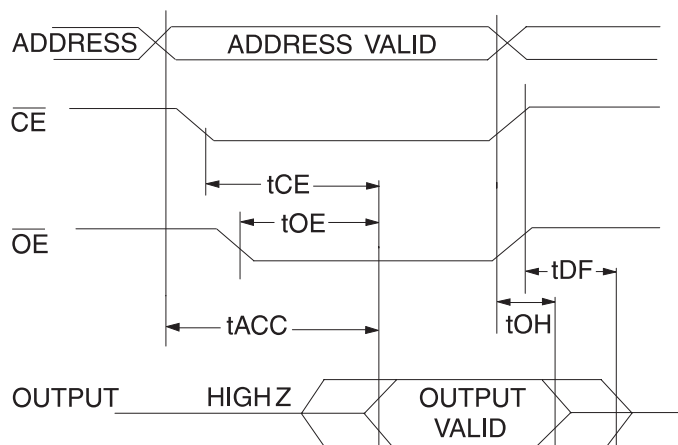 ADDRESS ADDRESS VALID
CE
tCE
tOE
OE
tDF
tACC tOH
OUTPUT HIGH Z OUTPUT
VALID